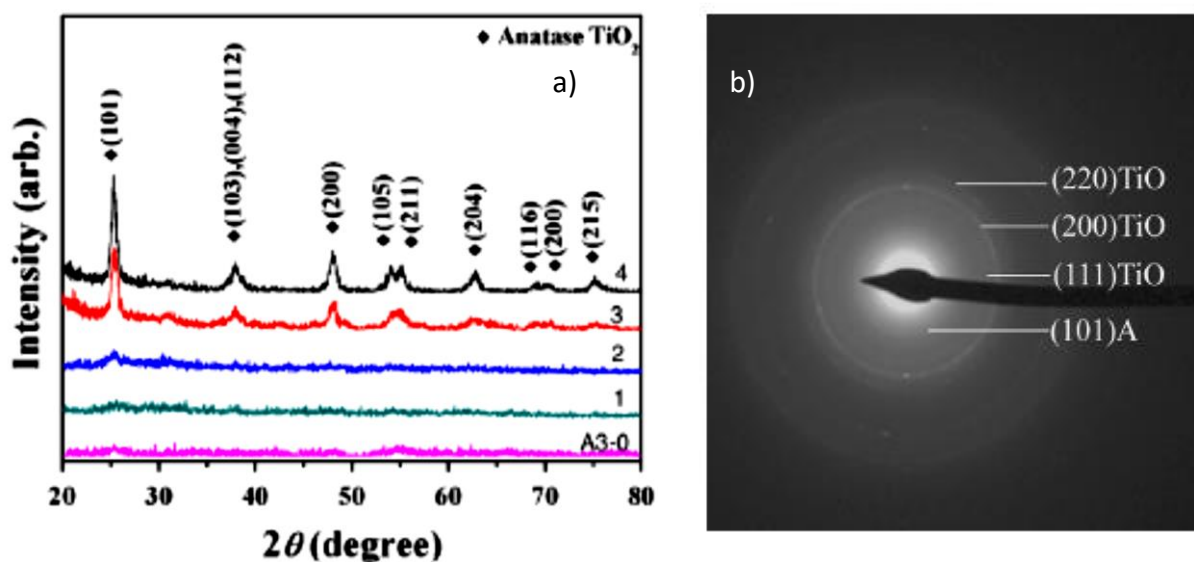 Intensity (arb.)
◆ Anatase TiO2
a)
◆(101)
◆(103),(004),(112)
◆(200)
◆(105)
◆(211)
◆(204)
◆(116)
◆(200)
◆(215)
4
3
2
1
A3-0
20 30 40 50 60 70 80
2θ (degree)
b)
(220)TiO
(200)TiO
(111)TiO
(101)A